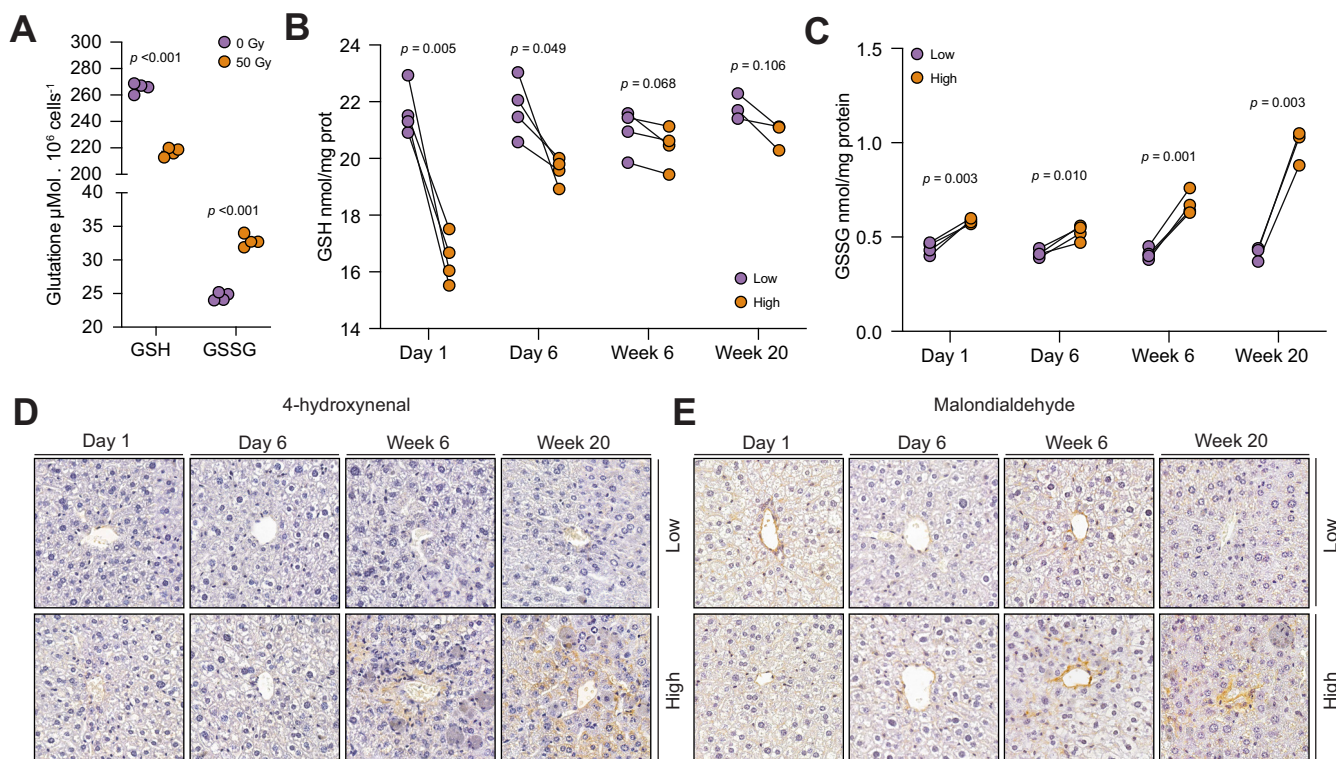 A
Glutatione µMol . 10⁶ cells⁻¹
300
280
260
240
220
200
40
35
30
25
20
p <0.001
p <0.001
0 Gy
50 Gy
GSH
GSSG
B
GSH nmol/mg prot
24
22
20
18
16
14
p = 0.005
p = 0.049
p = 0.068
p = 0.106
Low
High
Day 1
Day 6
Week 6
Week 20
C
GSSG nmol/mg protein
1.5
1.0
0.5
0.0
Low
High
p = 0.003
p = 0.010
p = 0.001
p = 0.003
Day 1
Day 6
Week 6
Week 20
D
4-hydroxynenal
Day 1
Day 6
Week 6
Week 20
Low
High
E
Malondialdehyde
Day 1
Day 6
Week 6
Week 20
Low
High